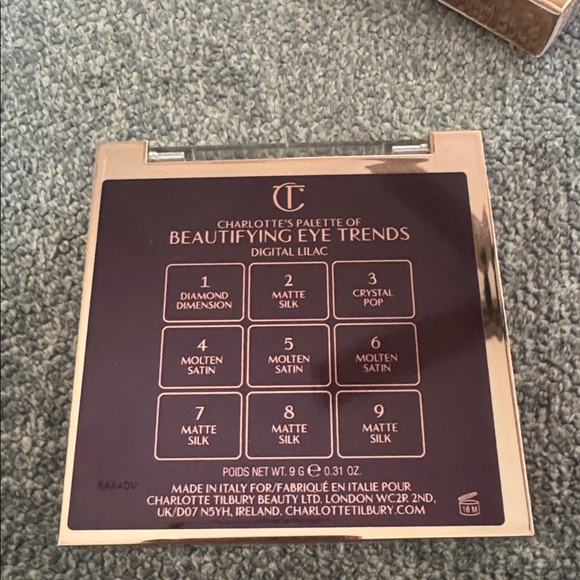 CT
CHARLOTTE'S PALETTE OF
BEAUTIFYING EYE TRENDS
DIGITAL LILAC
1
DIAMOND
DIMENSION
2
MATTE
SILK
3
CRYSTAL
POP
4
MOLTEN
SATIN
5
MOLTEN
SATIN
6
MOLTEN
SATIN
7
MATTE
SILK
8
MATTE
SILK
9
MATTE
SILK
POIDS NET WT. 9 G ℮ 0.31 OZ.
MADE IN ITALY FOR/FABRIQUÉ EN ITALIE POUR
CHARLOTTE TILBURY BEAUTY LTD. LONDON WC2R 2ND,
UK/D07 N5YH, IRELAND. CHARLOTTETILBURY.COM
18 M